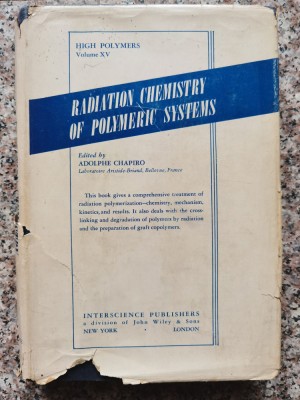 HIGH POLYMERS
Volume XV
RADIATION CHEMISTRY
OF POLYMERIC SYSTEMS
Edited by
ADOLPHE CHAPIRO
Laboratoires Aristide-Briand, Bellevue, France
This book gives a comprehensive treatment of
radiation polymerization—chemistry, mechanism,
kinetics, and results. It also deals with the cross-
linking and degradation of polymers by radiation
and the preparation of graft copolymers.
INTERSCIENCE PUBLISHERS
a division of John Wiley & Sons
NEW YORK · LONDON